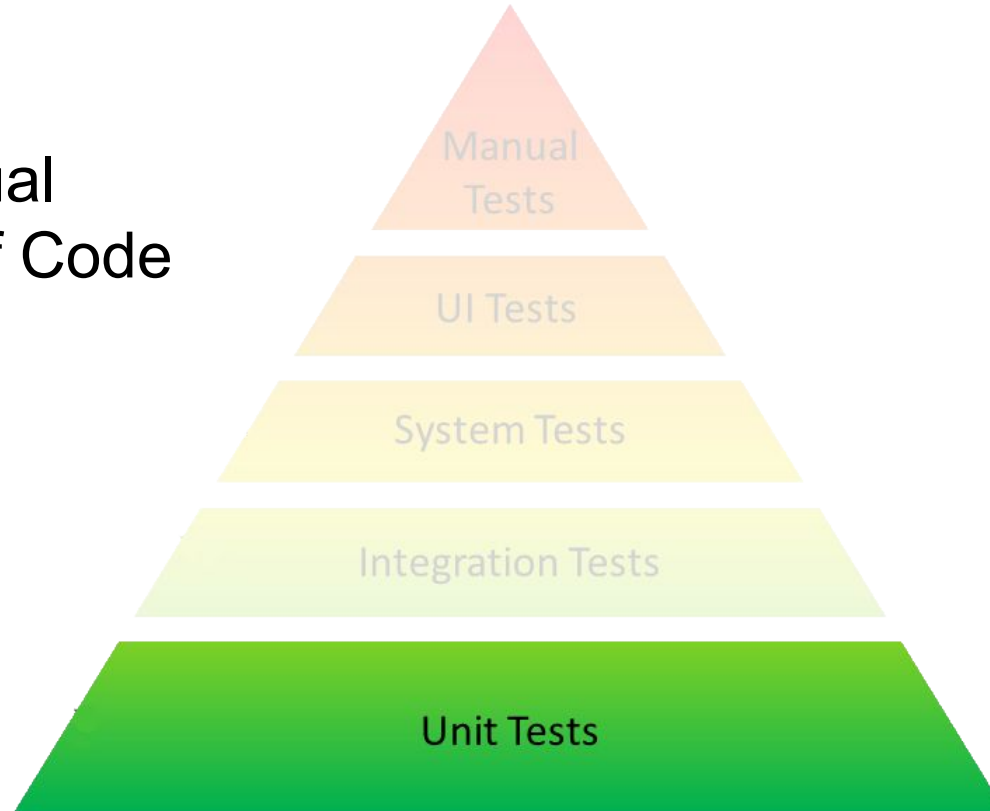 ual
f Code
Manual
Tests
UI Tests
System Tests
Integration Tests
Unit Tests